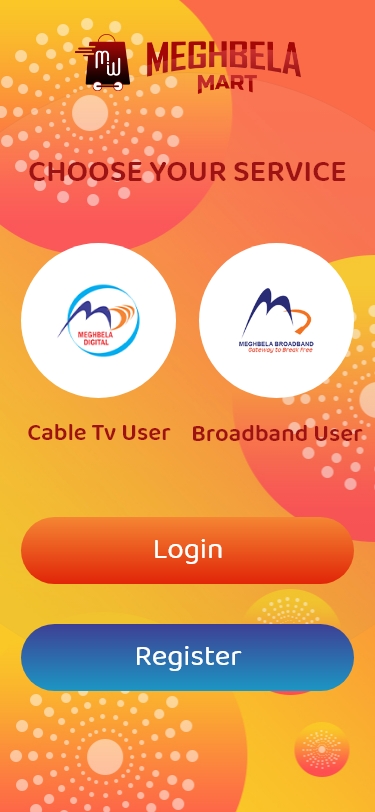 MW
MEGHBELA
MART
CHOOSE YOUR SERVICE
MEGHBELA
DIGITAL
MEGHBELA BROADBAND
Gateway to Break Free
Cable Tv User
Broadband User
Login
Register